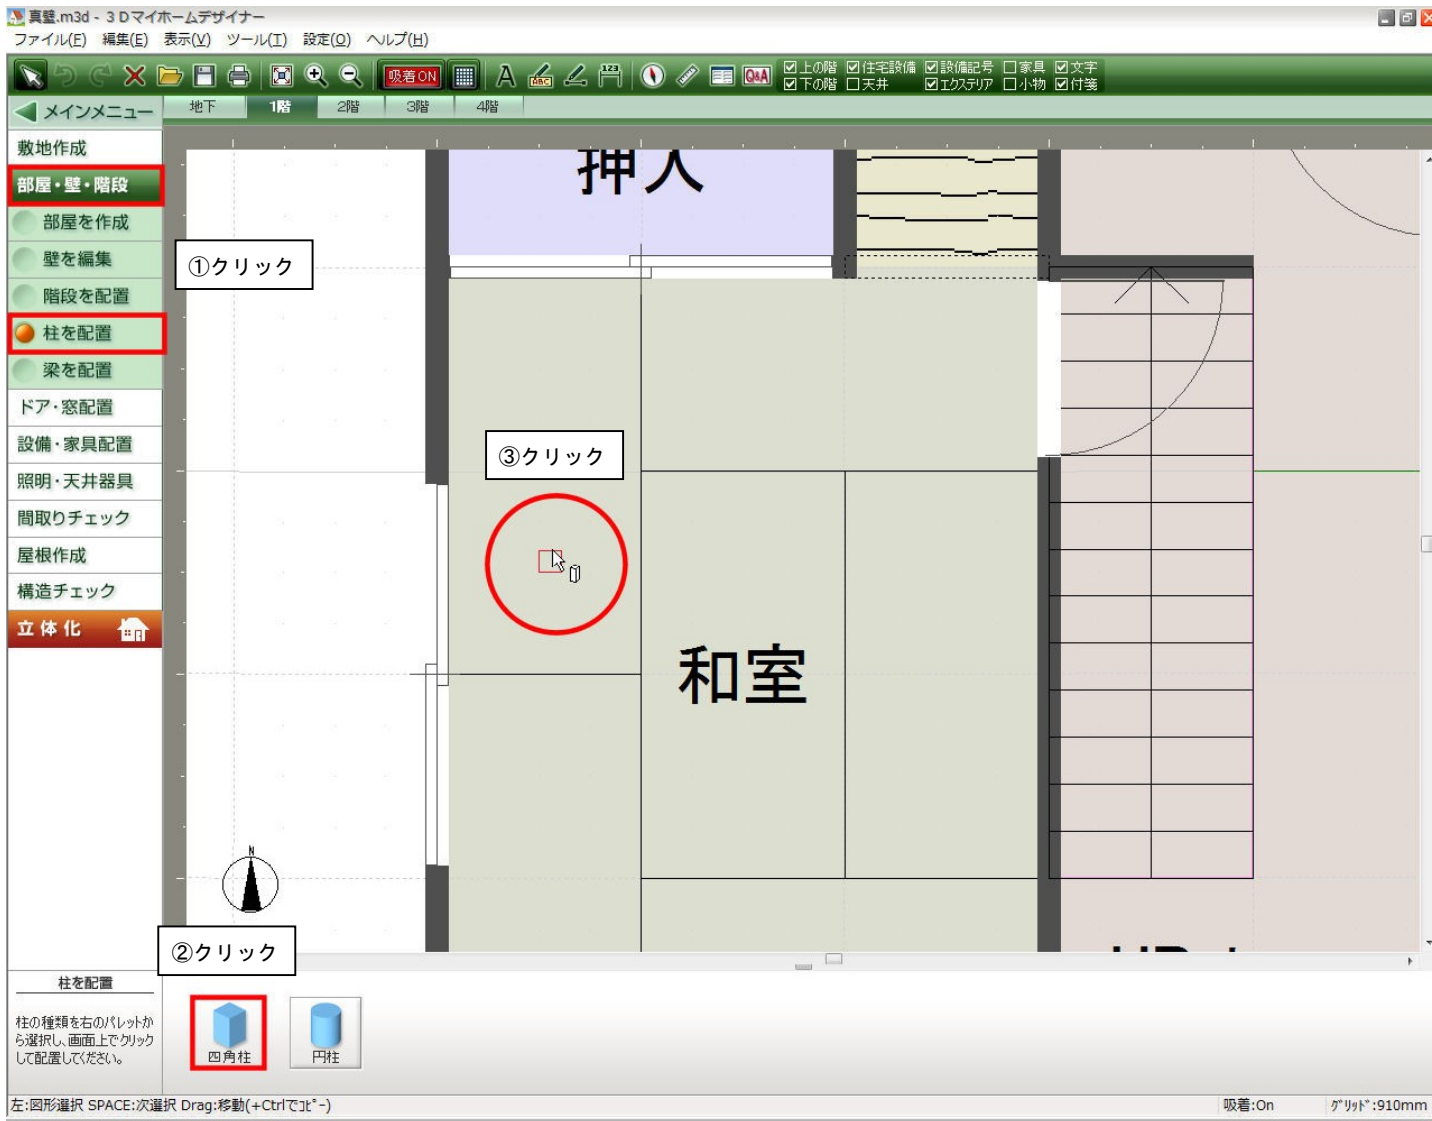 真壁.m3d - 3Dマイホームデザイナー
ファイル(F) 編集(E) 表示(V) ツール(T) 設定(O) ヘルプ(H)
吸着ON
A
ABC
123
Q&A
上の階 住宅設備 設備記号 家具 文字
下の階 天井 エクステリア 小物 付箋
メインメニュー
地下 1階 2階 3階 4階
敷地作成
部屋・壁・階段
部屋を作成
壁を編集
階段を配置
柱を配置
梁を配置
ドア・窓配置
設備・家具配置
照明・天井器具
間取りチェック
屋根作成
構造チェック
立体化
押入
①クリック
③クリック
和室
N
②クリック
柱を配置
柱の種類を右のパレットか
ら選択し、画面上でクリック
して配置してください。
四角柱
円柱
左:図形選択 SPACE:次選択 Drag:移動(+Ctrlでｺﾋﾟｰ)
吸着:On
ｸﾞﾘｯﾄﾞ:910mm